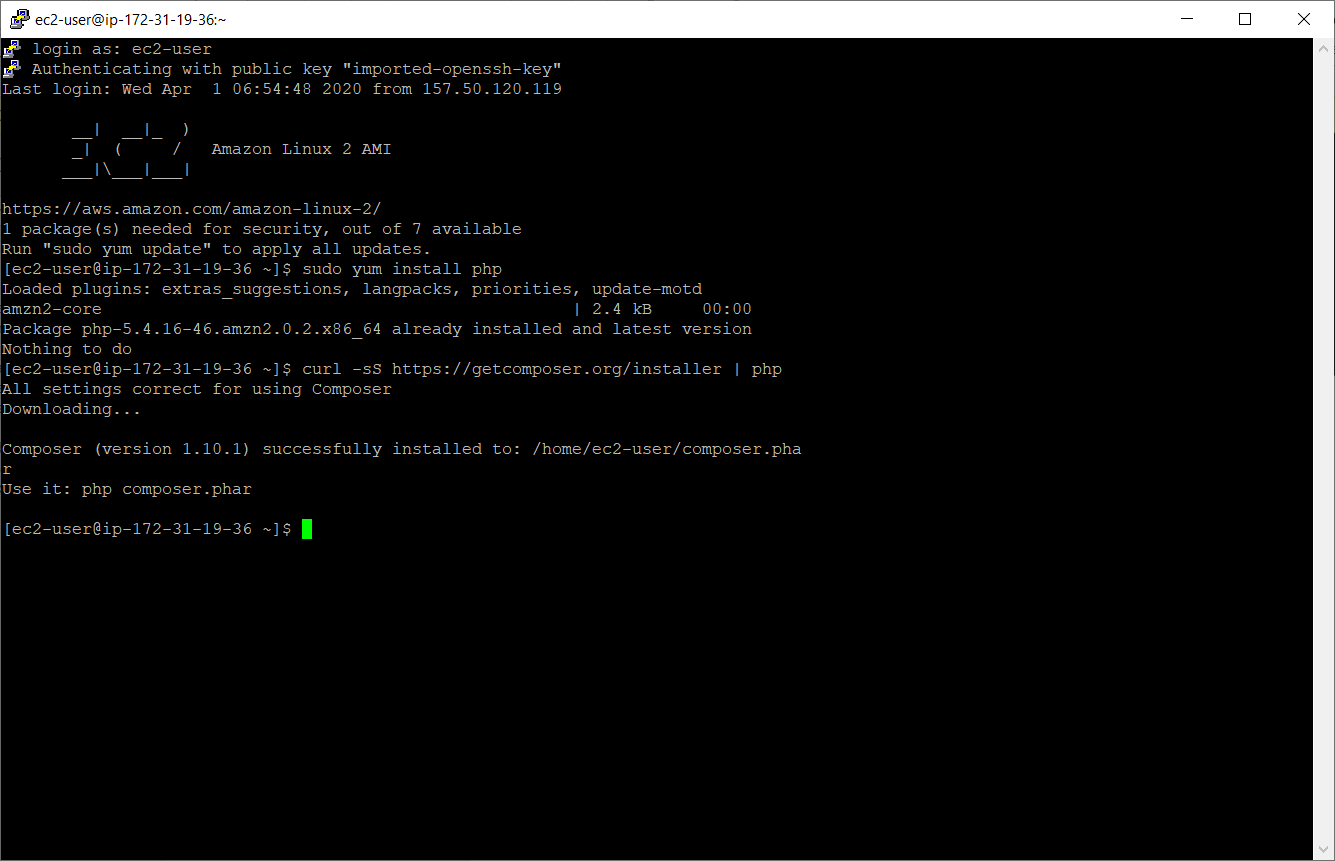 ec2-user@ip-172-31-19-36:~
login as: ec2-user
Authenticating with public key "imported-openssh-key"
Last login: Wed Apr  1 06:54:48 2020 from 157.50.120.119
       __|  __|_  )
       _|  (     /   Amazon Linux 2 AMI
      ___|\___|___|
https://aws.amazon.com/amazon-linux-2/
1 package(s) needed for security, out of 7 available
Run "sudo yum update" to apply all updates.
[ec2-user@ip-172-31-19-36 ~]$ sudo yum install php
Loaded plugins: extras_suggestions, langpacks, priorities, update-motd
amzn2-core                                               | 2.4 kB     00:00
Package php-5.4.16-46.amzn2.0.2.x86_64 already installed and latest version
Nothing to do
[ec2-user@ip-172-31-19-36 ~]$ curl -sS https://getcomposer.org/installer | php
All settings correct for using Composer
Downloading...
Composer (version 1.10.1) successfully installed to: /home/ec2-user/composer.pha
r
Use it: php composer.phar
[ec2-user@ip-172-31-19-36 ~]$